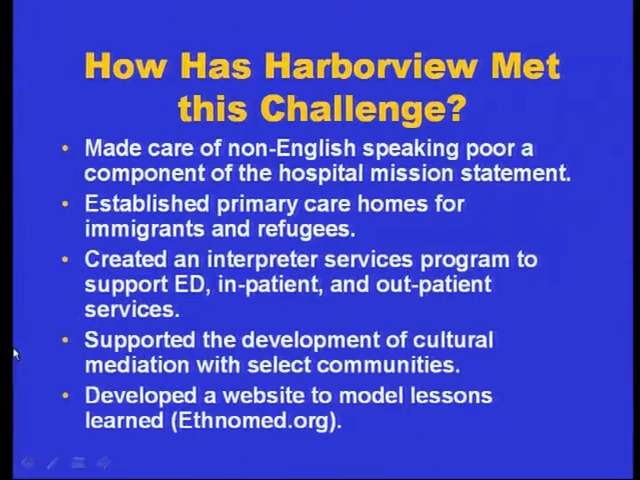 How Has Harborview Met
this Challenge?
• Made care of non-English speaking poor a
component of the hospital mission statement.
• Established primary care homes for
immigrants and refugees.
• Created an interpreter services program to
support ED, in-patient, and out-patient
services.
• Supported the development of cultural
mediation with select communities.
• Developed a website to model lessons
learned (Ethnomed.org).